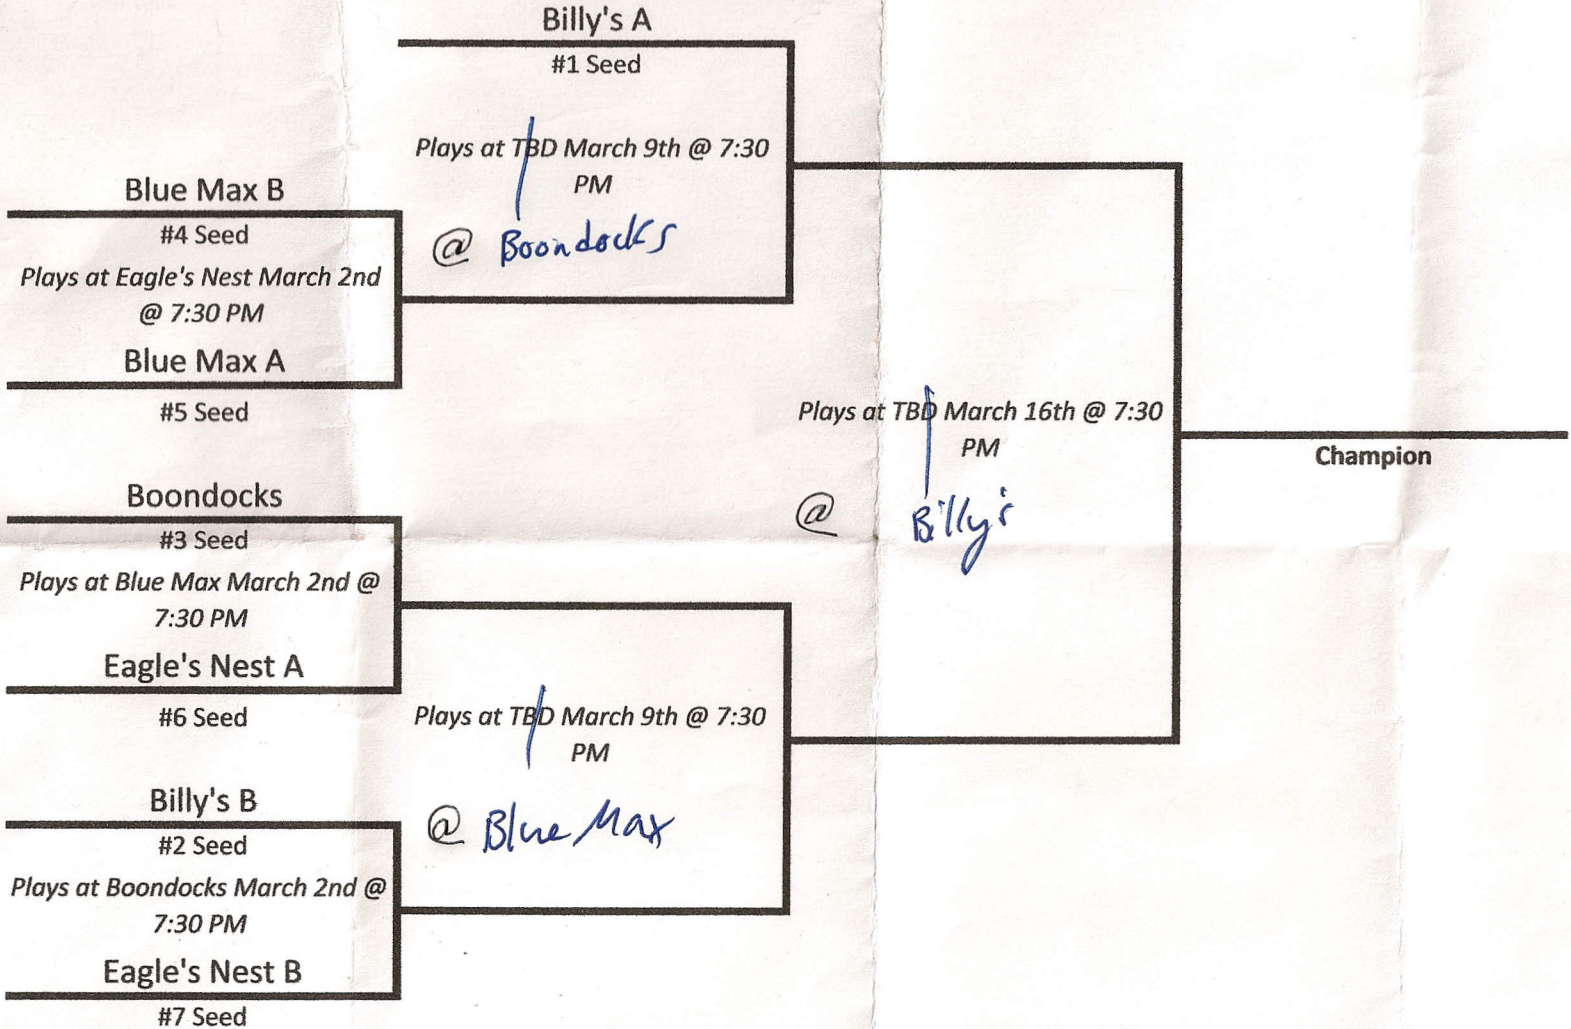 Billy's A
#1 Seed
Plays at TBD March 9th @ 7:30
PM
@ Boondocks
Blue Max B
#4 Seed
Plays at Eagle's Nest March 2nd
@ 7:30 PM
Blue Max A
#5 Seed
Plays at TBD March 16th @ 7:30
PM
@ Billy's
Champion
Boondocks
#3 Seed
Plays at Blue Max March 2nd @
7:30 PM
Eagle's Nest A
#6 Seed
Plays at TBD March 9th @ 7:30
PM
@ Blue Max
Billy's B
#2 Seed
Plays at Boondocks March 2nd @
7:30 PM
Eagle's Nest B
#7 Seed